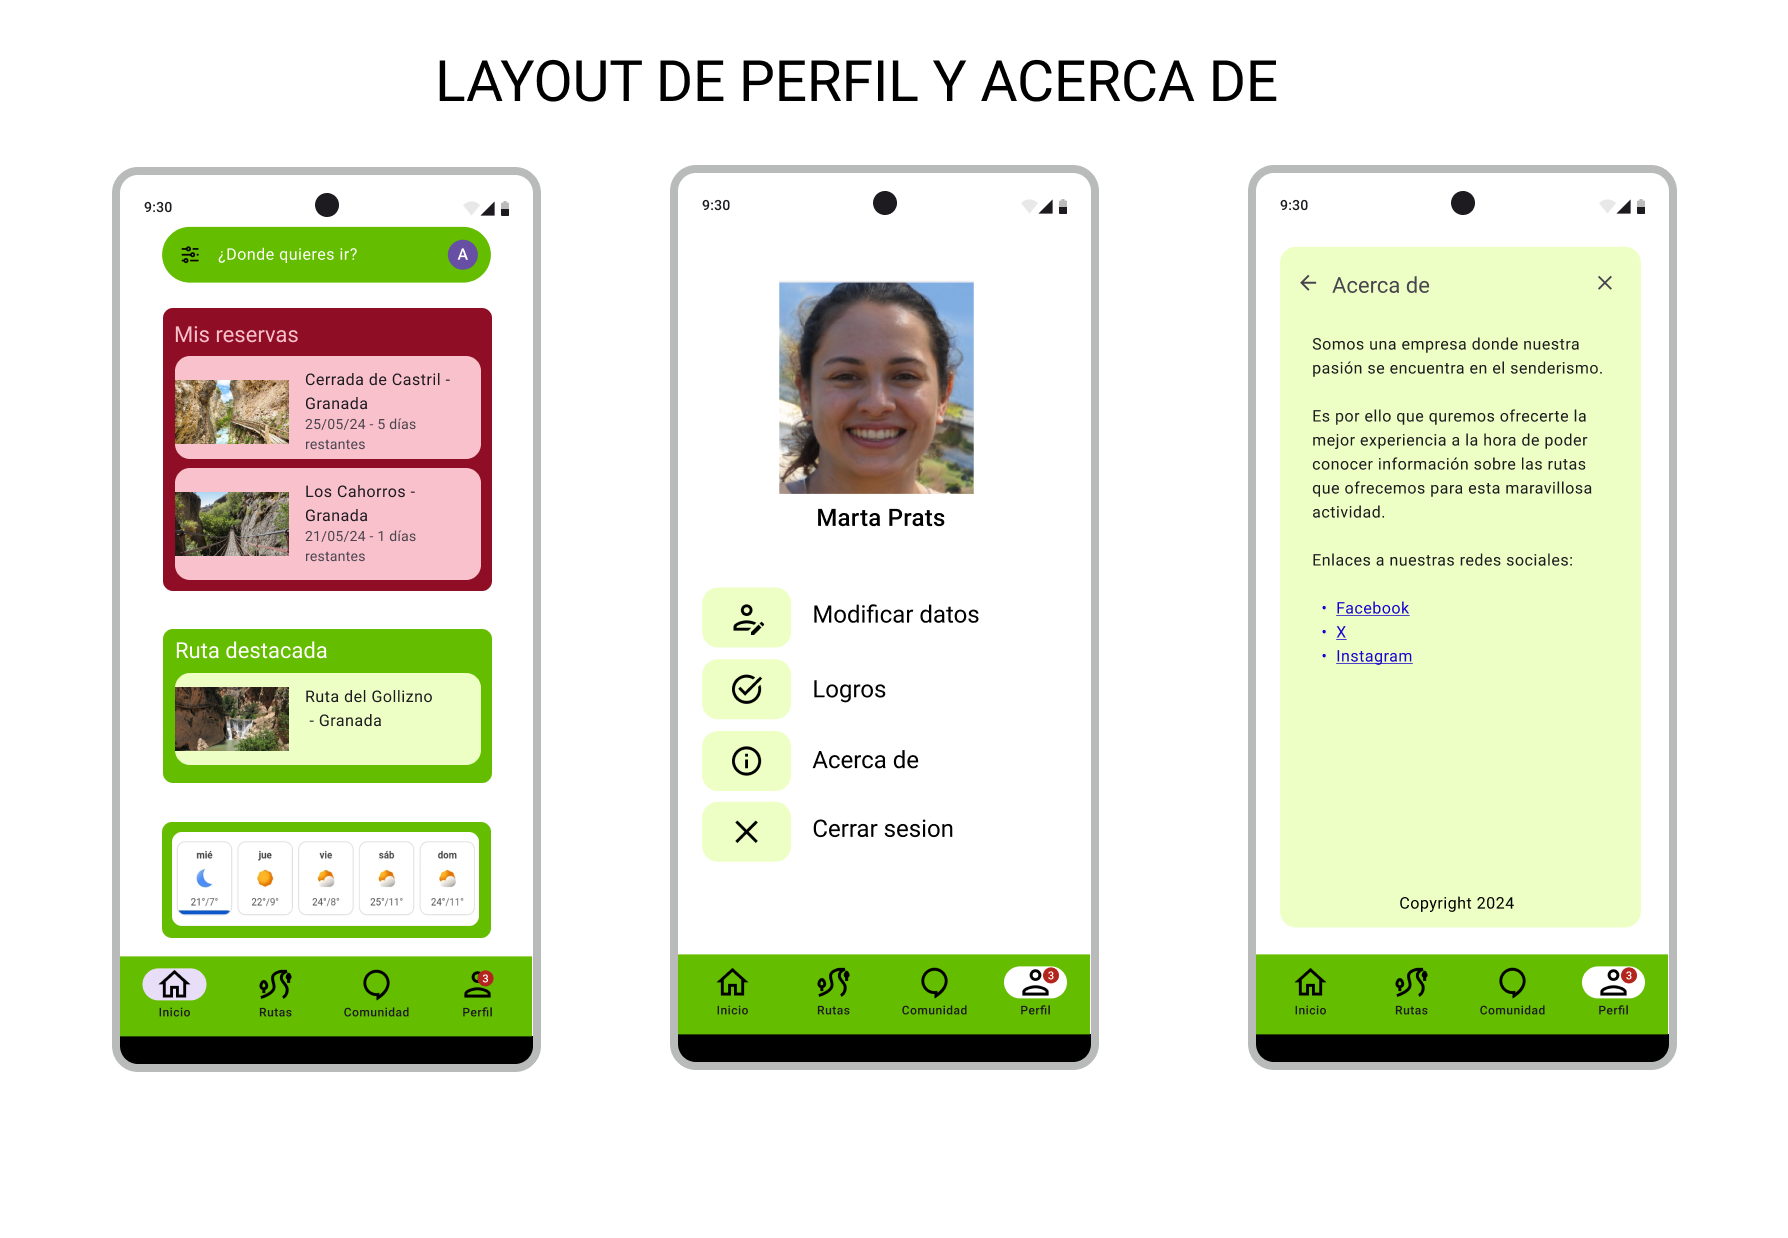 LAYOUT DE PERFIL Y ACERCA DE
9:30
¿Donde quieres ir?
A
Mis reservas
Cerrada de Castril -
Granada
25/05/24 - 5 días
restantes
Los Cahorros -
Granada
21/05/24 - 1 días
restantes
Ruta destacada
Ruta del Gollizno
- Granada
mié jue vie sáb dom
21°/7° 22°/9° 24°/8° 25°/11° 24°/11°
3
Inicio Rutas Comunidad Perfil
9:30
Marta Prats
Modificar datos
Logros
Acerca de
Cerrar sesion
3
Inicio Rutas Comunidad Perfil
9:30
Acerca de
Somos una empresa donde nuestra
pasión se encuentra en el senderismo.
Es por ello que quremos ofrecerte la
mejor experiencia a la hora de poder
conocer información sobre las rutas
que ofrecemos para esta maravillosa
actividad.
Enlaces a nuestras redes sociales:
• Facebook
• X
• Instagram
Copyright 2024
3
Inicio Rutas Comunidad Perfil